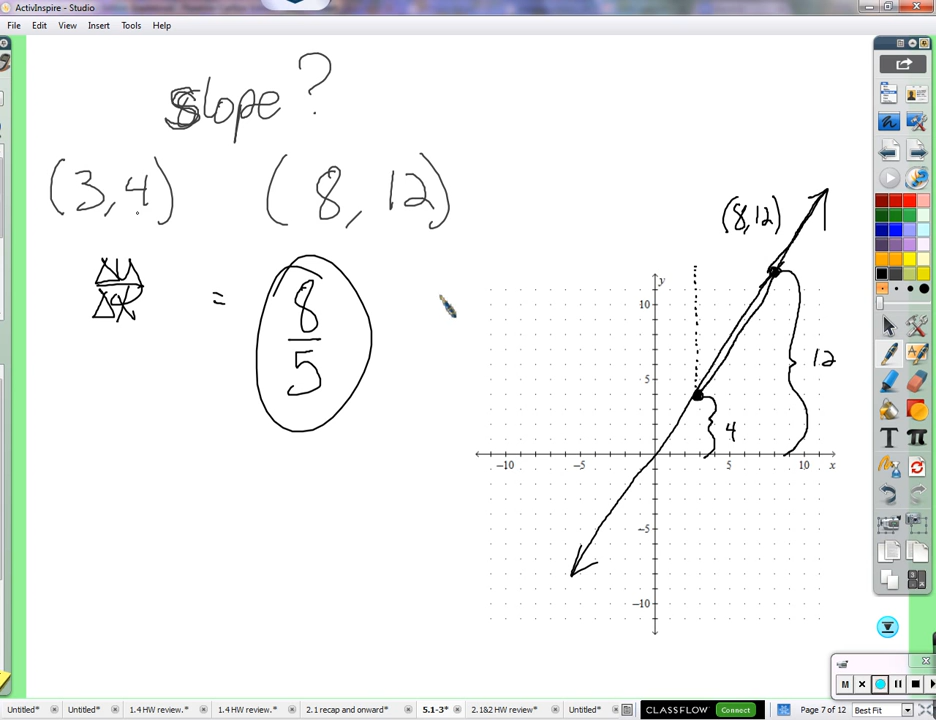 ActivInspire - Studio
File Edit View Insert Tools Help
slope?
(3,4) (8,12)
Δy
Δx
=
8
5
(8,12)
y
10
5
12
4
−10 −5 5 10 x
−5
−10
T π
M
Untitled* Untitled* 1.4 HW review.* 1.4 HW review.* 2.1 recap and onward* 5.1-3* 2.1&2 HW review* Untitled* CLASSFLOW Connect Page 7 of 12 Best Fit